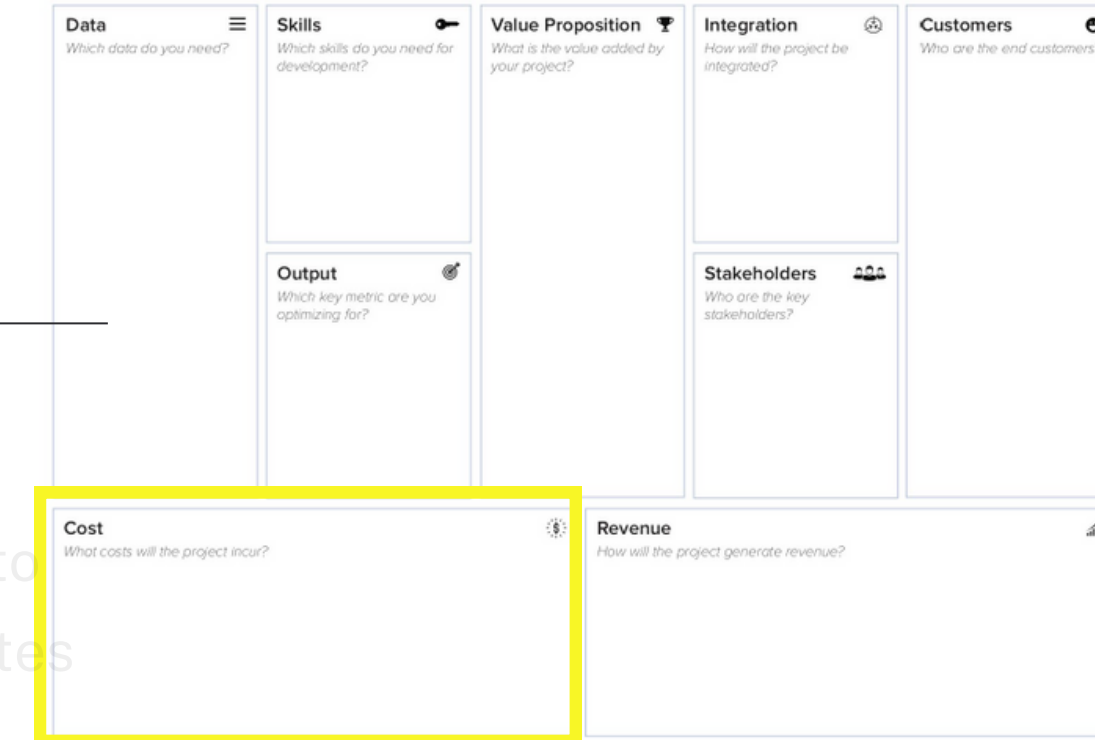 Data
Which data do you need?
Skills
Which skills do you need for
development?
Value Proposition
What is the value added by
your project?
Integration
How will the project be
integrated?
Customers
Who are the end customers
Output
Which key metric are you
optimizing for?
Stakeholders
Who are the key
stakeholders?
Cost
What costs will the project incur?
$
Revenue
How will the project generate revenue?
to
tes